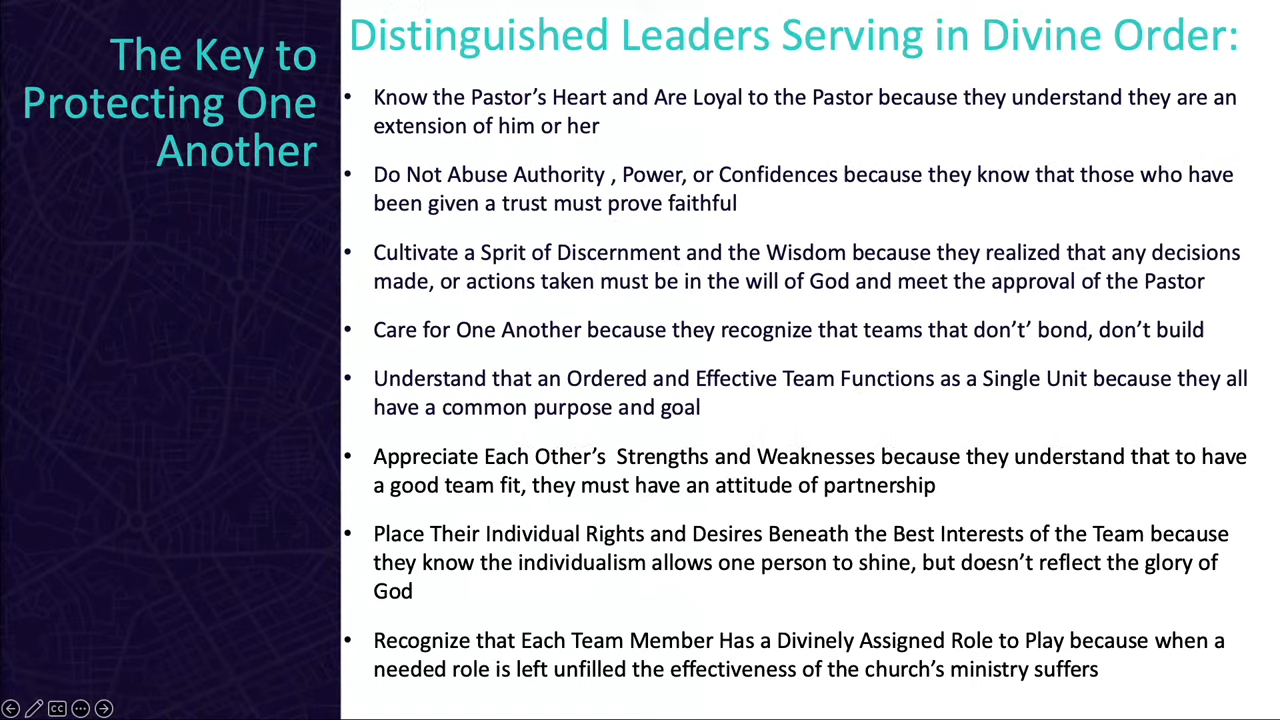 The Key to
Protecting One
Another
Distinguished Leaders Serving in Divine Order:
• Know the Pastor’s Heart and Are Loyal to the Pastor because they understand they are an
extension of him or her
• Do Not Abuse Authority , Power, or Confidences because they know that those who have
been given a trust must prove faithful
• Cultivate a Sprit of Discernment and the Wisdom because they realized that any decisions
made, or actions taken must be in the will of God and meet the approval of the Pastor
• Care for One Another because they recognize that teams that don’t’ bond, don’t build
• Understand that an Ordered and Effective Team Functions as a Single Unit because they all
have a common purpose and goal
• Appreciate Each Other’s  Strengths and Weaknesses because they understand that to have
a good team fit, they must have an attitude of partnership
• Place Their Individual Rights and Desires Beneath the Best Interests of the Team because
they know the individualism allows one person to shine, but doesn’t reflect the glory of
God
• Recognize that Each Team Member Has a Divinely Assigned Role to Play because when a
needed role is left unfilled the effectiveness of the church’s ministry suffers
CC